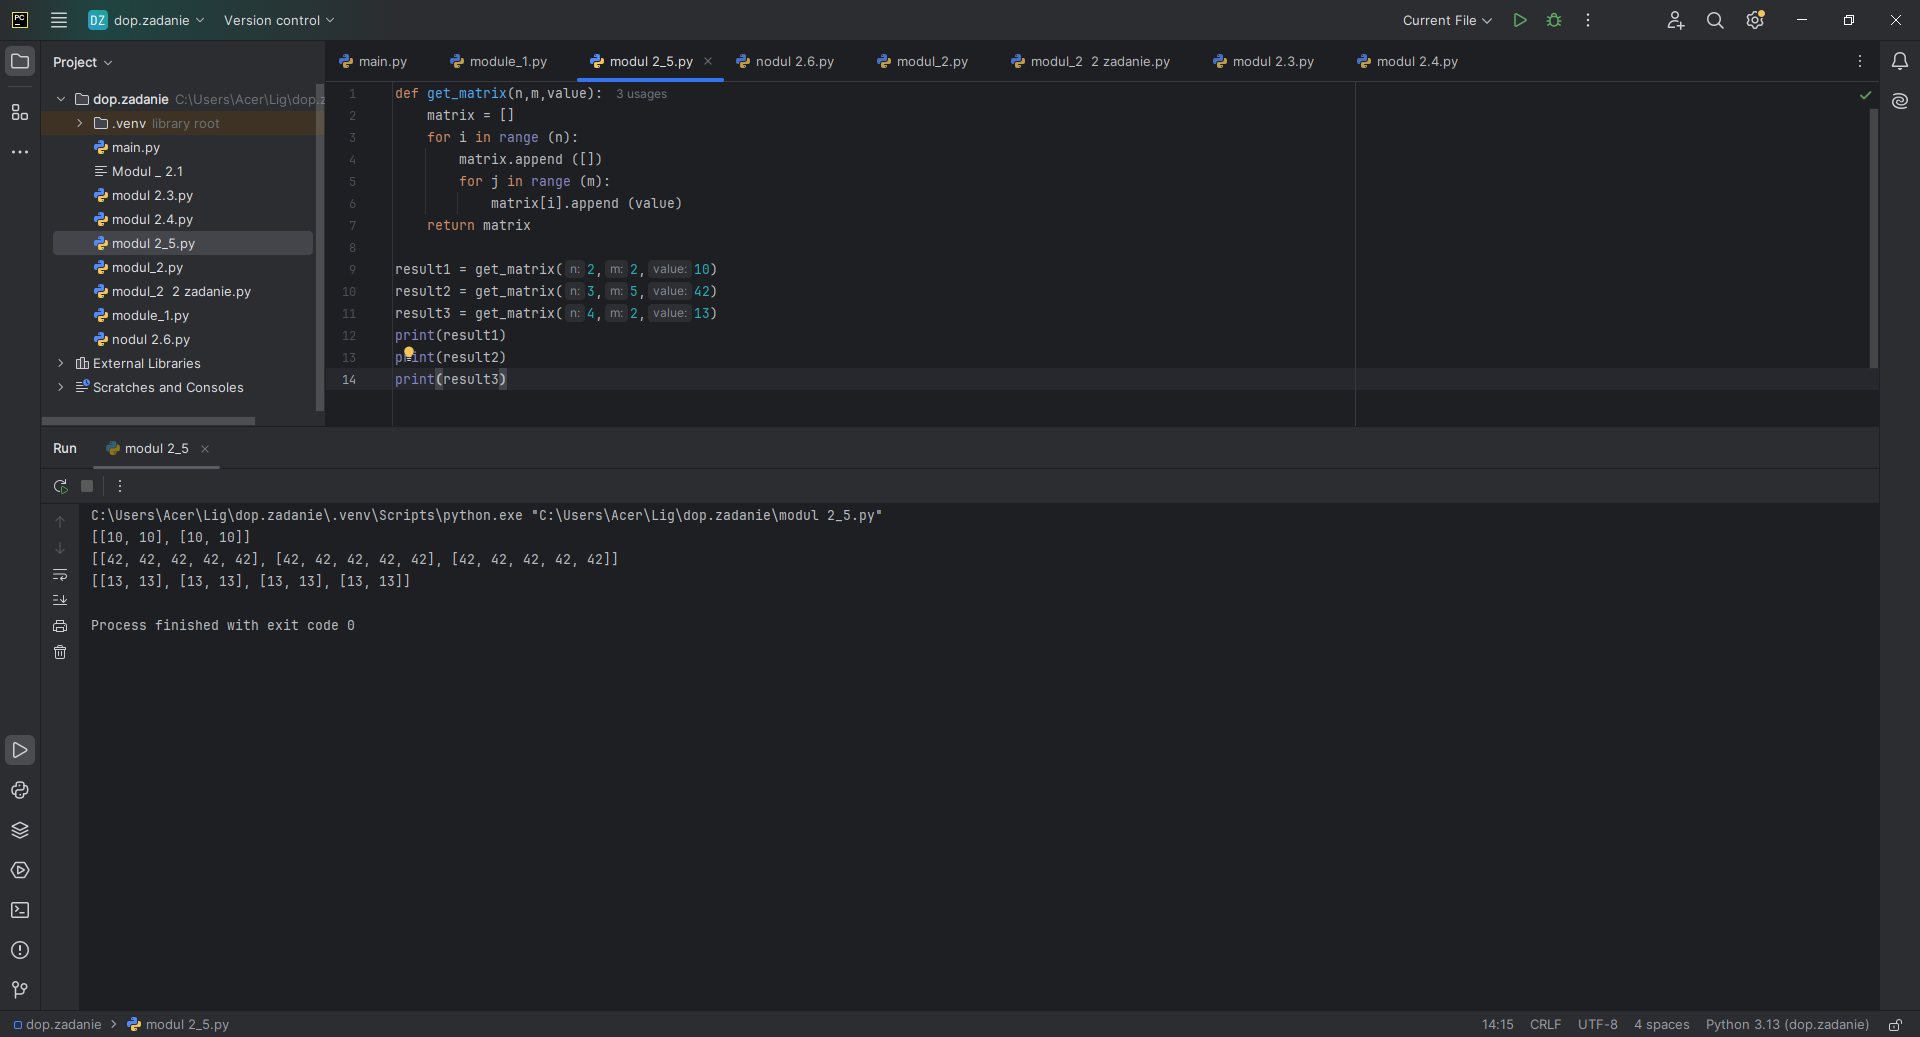 PC
DZ dop.zadanie Version control Current File
Project
main.py module_1.py modul 2_5.py nodul 2.6.py modul_2.py modul_2  2 zadanie.py modul 2.3.py modul 2.4.py
dop.zadanie C:\Users\Acer\Lig\dop.z
.venv library root
main.py
Modul _ 2.1
modul 2.3.py
modul 2.4.py
modul 2_5.py
modul_2.py
modul_2  2 zadanie.py
module_1.py
nodul 2.6.py
External Libraries
Scratches and Consoles
1 def get_matrix(n,m,value): 3 usages
2     matrix = []
3     for i in range (n):
4         matrix.append ([])
5         for j in range (m):
6             matrix[i].append (value)
7     return matrix
8
9 result1 = get_matrix( n: 2, m: 2, value: 10)
10 result2 = get_matrix( n: 3, m: 5, value: 42)
11 result3 = get_matrix( n: 4, m: 2, value: 13)
12 print(result1)
13 print(result2)
14 print(result3)
Run modul 2_5
C:\Users\Acer\Lig\dop.zadanie\.venv\Scripts\python.exe "C:\Users\Acer\Lig\dop.zadanie\modul 2_5.py"
[[10, 10], [10, 10]]
[[42, 42, 42, 42, 42], [42, 42, 42, 42, 42], [42, 42, 42, 42, 42]]
[[13, 13], [13, 13], [13, 13], [13, 13]]
Process finished with exit code 0
dop.zadanie modul 2_5.py 14:15 CRLF UTF-8 4 spaces Python 3.13 (dop.zadanie)